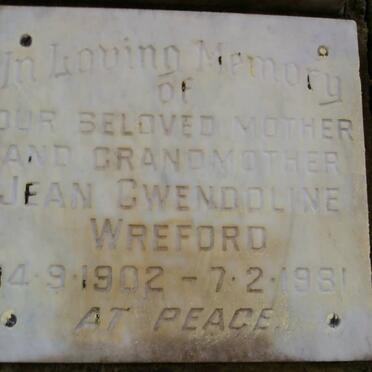 In Loving Memory
of
OUR BELOVED MOTHER
AND GRANDMOTHER
JEAN GWENDOLINE
WREFORD
14·9·1902 - 7·2·1981
AT PEACE.